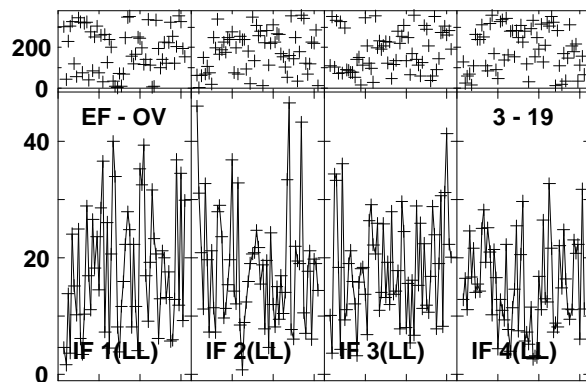 200
0
EF - OV
3 - 19
40
20
IF 1(LL) IF 2(LL) IF 3(LL) IF 4(LL)
0